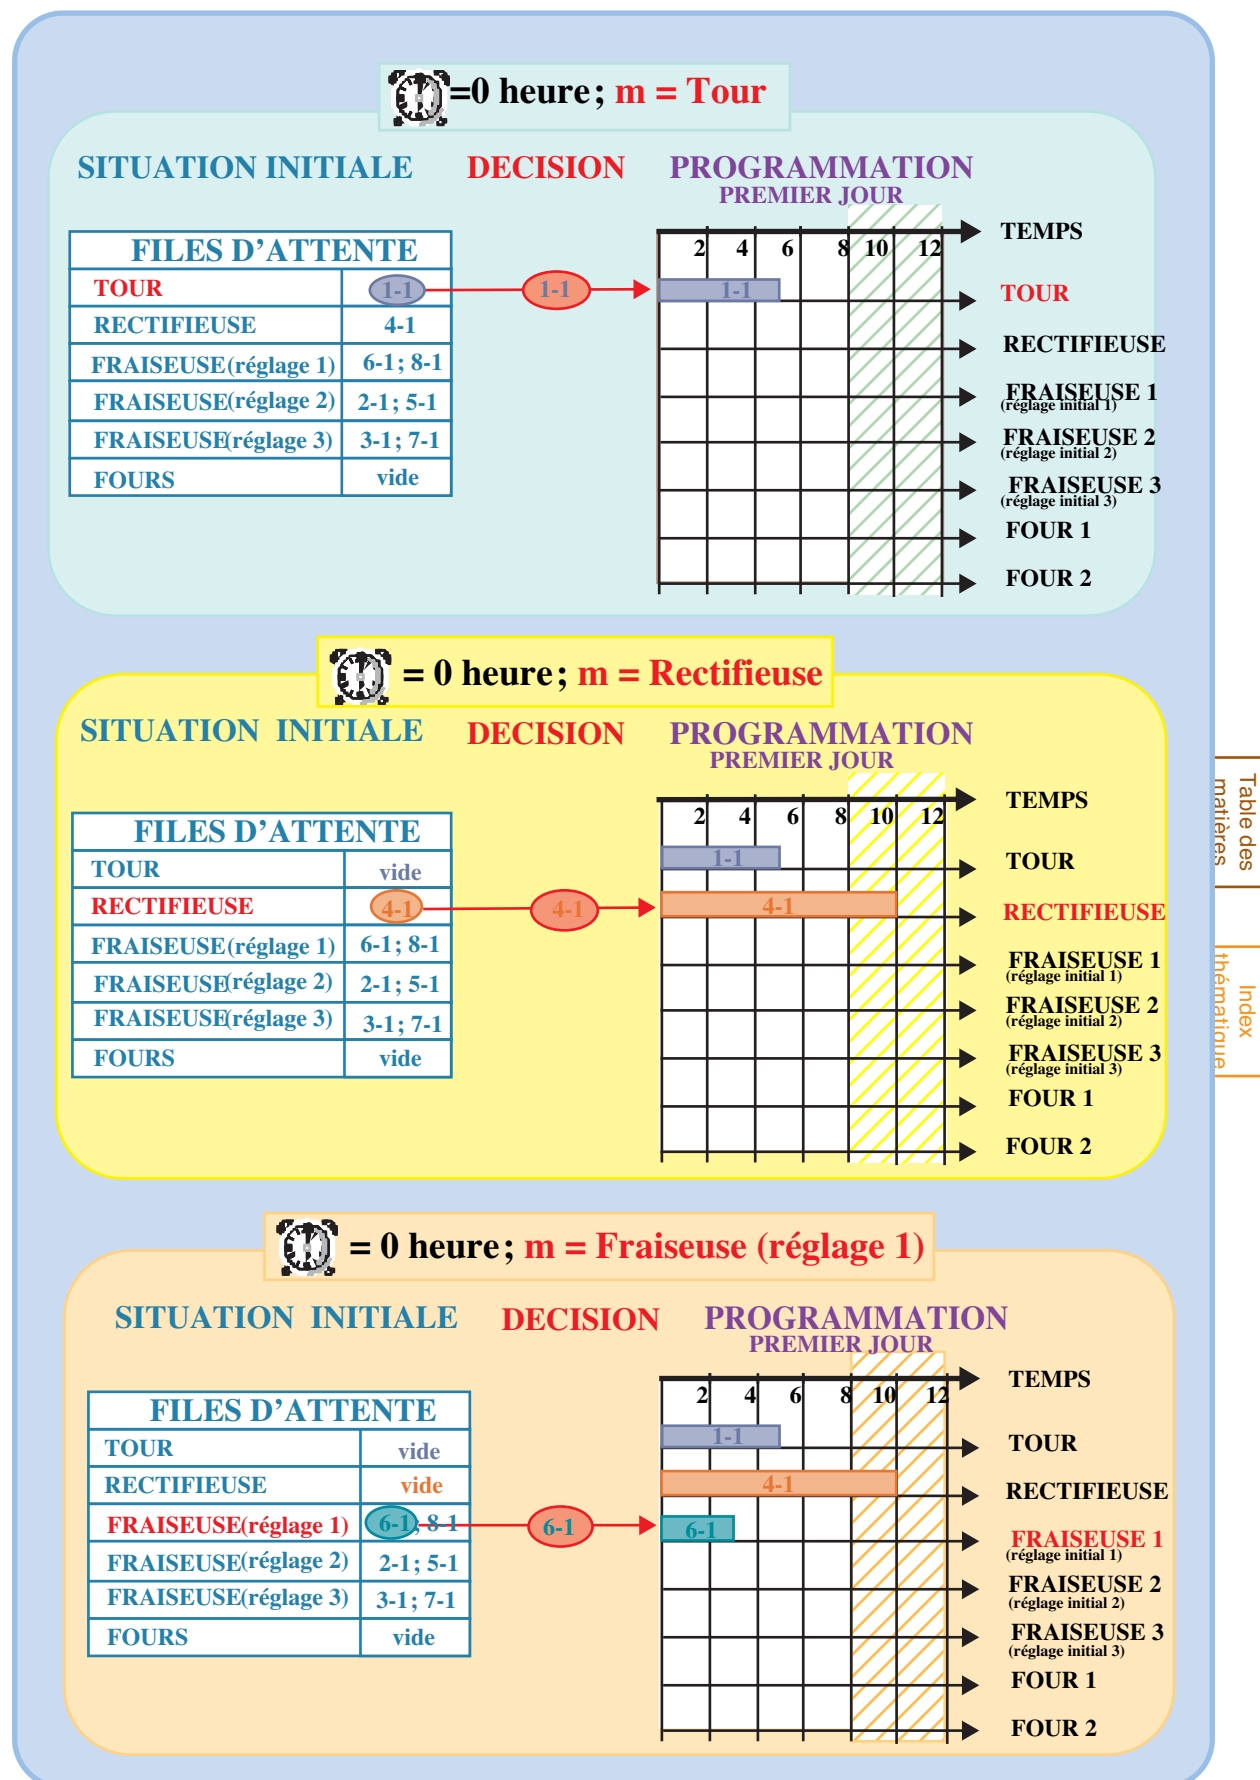 =0 heure; m = Tour
SITUATION INITIALE DECISION PROGRAMMATION
PREMIER JOUR
FILES D'ATTENTE
TOUR 1-1
RECTIFIEUSE 4-1
FRAISEUSE(réglage 1) 6-1; 8-1
FRAISEUSE(réglage 2) 2-1; 5-1
FRAISEUSE(réglage 3) 3-1; 7-1
FOURS vide
1-1
2 4 6 8 10 12
1-1
TEMPS
TOUR
RECTIFIEUSE
FRAISEUSE 1
(réglage initial 1)
FRAISEUSE 2
(réglage initial 2)
FRAISEUSE 3
(réglage initial 3)
FOUR 1
FOUR 2
= 0 heure; m = Rectifieuse
SITUATION INITIALE DECISION PROGRAMMATION
PREMIER JOUR
FILES D'ATTENTE
TOUR vide
RECTIFIEUSE 4-1
FRAISEUSE(réglage 1) 6-1; 8-1
FRAISEUSE(réglage 2) 2-1; 5-1
FRAISEUSE(réglage 3) 3-1; 7-1
FOURS vide
4-1
2 4 6 8 10 12
1-1
4-1
TEMPS
TOUR
RECTIFIEUSE
FRAISEUSE 1
(réglage initial 1)
FRAISEUSE 2
(réglage initial 2)
FRAISEUSE 3
(réglage initial 3)
FOUR 1
FOUR 2
= 0 heure; m = Fraiseuse (réglage 1)
SITUATION INITIALE DECISION PROGRAMMATION
PREMIER JOUR
FILES D'ATTENTE
TOUR vide
RECTIFIEUSE vide
FRAISEUSE(réglage 1) 6-1; 8-1
FRAISEUSE(réglage 2) 2-1; 5-1
FRAISEUSE(réglage 3) 3-1; 7-1
FOURS vide
6-1
2 4 6 8 10 12
1-1
4-1
6-1
TEMPS
TOUR
RECTIFIEUSE
FRAISEUSE 1
(réglage initial 1)
FRAISEUSE 2
(réglage initial 2)
FRAISEUSE 3
(réglage initial 3)
FOUR 1
FOUR 2
Table des
matières
Index
thématique